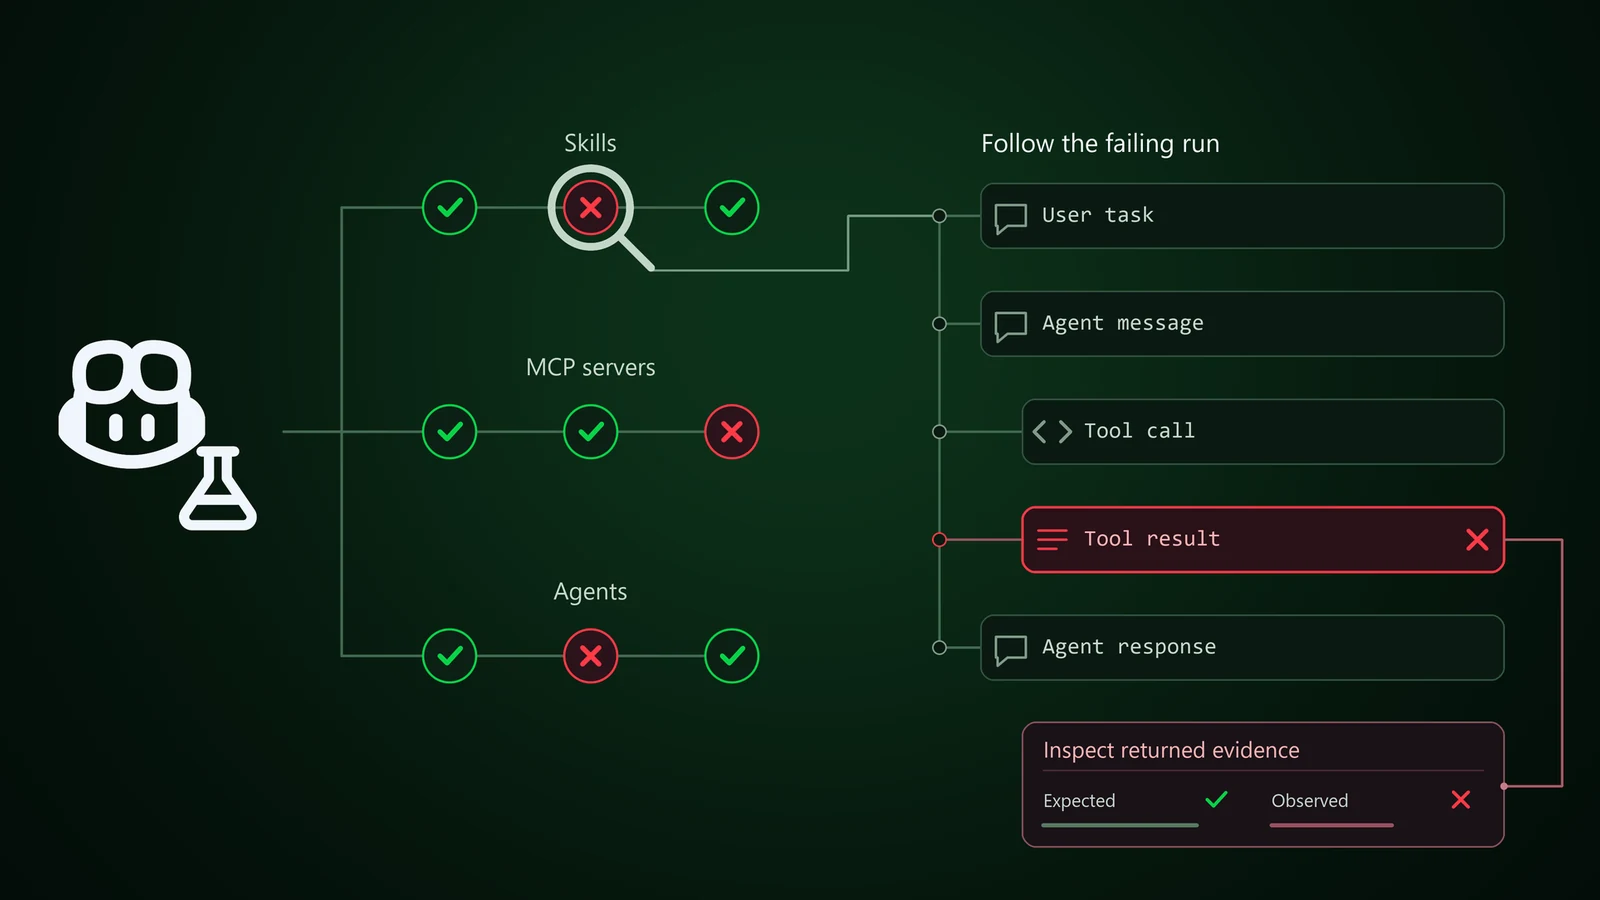 Skills
MCP servers
Agents
Follow the failing run
User task
Agent message
Tool call
Tool result
Agent response
Inspect returned evidence
Expected
Observed